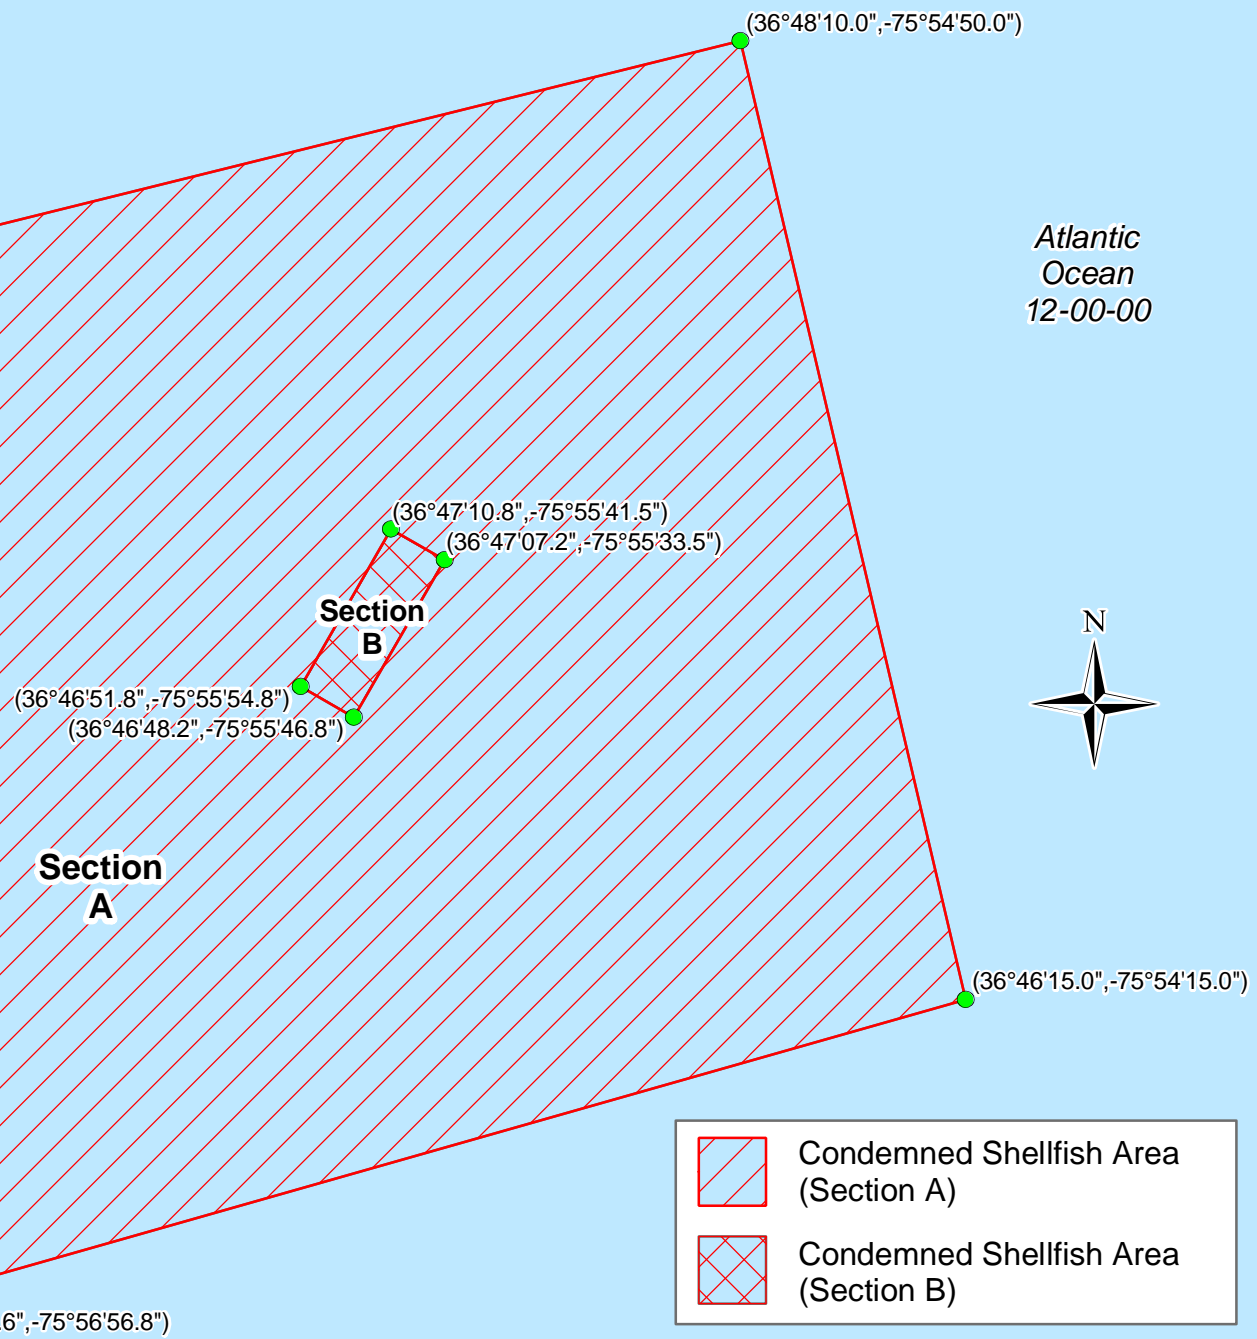 (36°48'10.0",-75°54'50.0")
Atlantic
Ocean
12-00-00
(36°47'10.8",-75°55'41.5")
(36°47'07.2",-75°55'33.5")
Section
B
N
(36°46'51.8",-75°55'54.8")
(36°46'48.2",-75°55'46.8")
Section
A
(36°46'15.0",-75°54'15.0")
Condemned Shellfish Area
(Section A)
Condemned Shellfish Area
(Section B)
.6",-75°56'56.8")